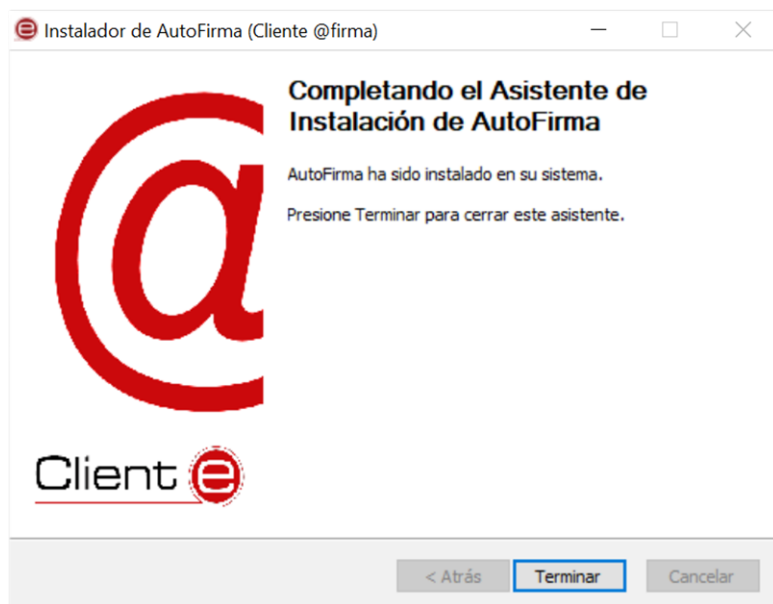 Instalador de AutoFirma (Cliente @firma)
Completando el Asistente de
Instalación de AutoFirma
AutoFirma ha sido instalado en su sistema.
Presione Terminar para cerrar este asistente.
@
Cliente
< Atrás
Terminar
Cancelar